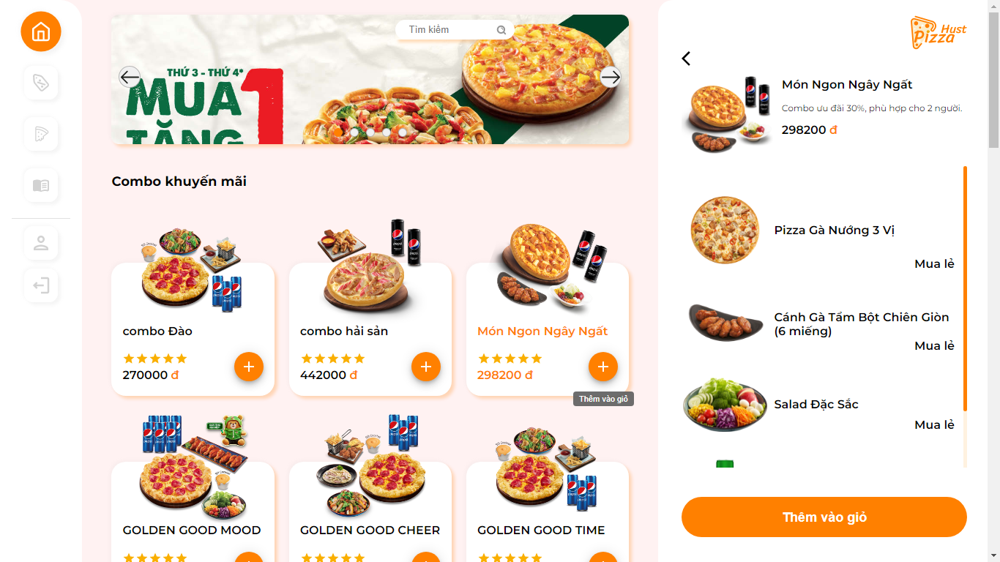 Tìm kiếm
THỨ 3 - THỨ 4*
MUA 1
TẶNG
Combo khuyến mãi
combo Đào
270000 đ
combo hải sản
442000 đ
Món Ngon Ngây Ngất
298200 đ
Thêm vào giỏ
GOLDEN GOOD MOOD
GOLDEN GOOD CHEER
GOLDEN GOOD TIME
Hust
Pizza
Món Ngon Ngây Ngất
Combo ưu đãi 30%, phù hợp cho 2 người.
298200 đ
Pizza Gà Nướng 3 Vị
Mua lẻ
Cánh Gà Tẩm Bột Chiên Giòn
(6 miếng)
Mua lẻ
Salad Đặc Sắc
Mua lẻ
Thêm vào giỏ